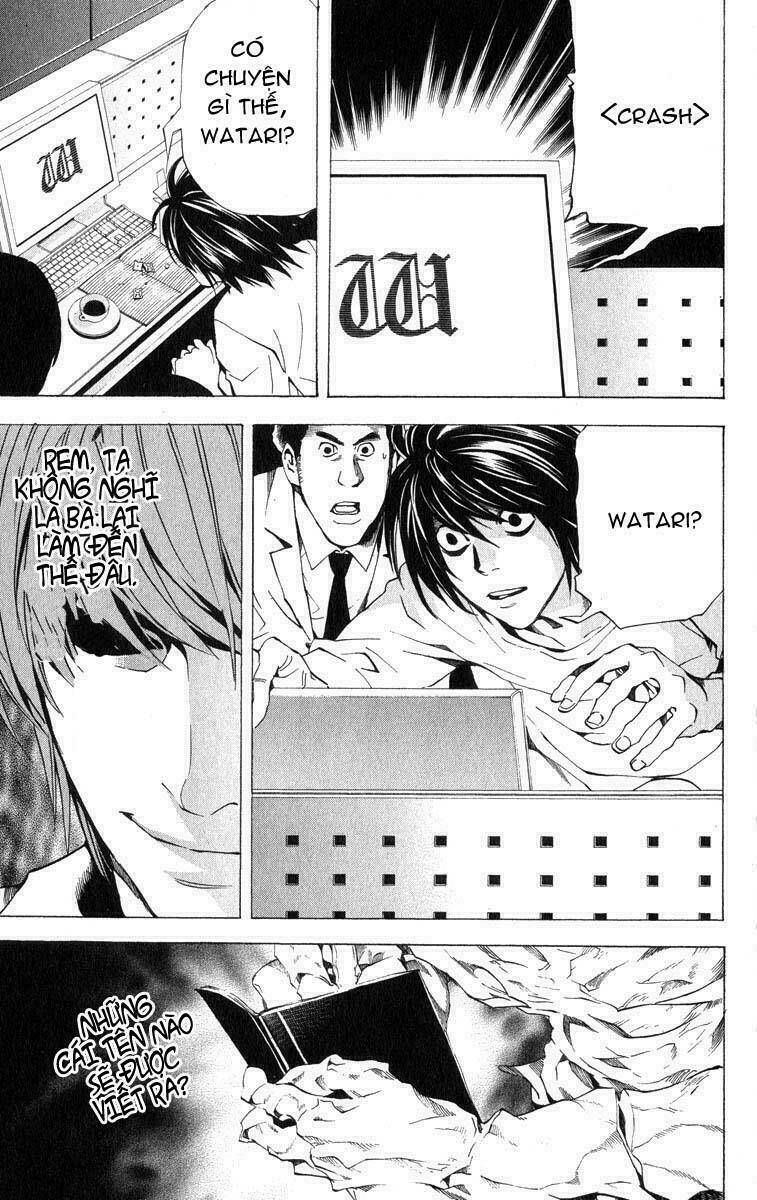 <CRASH>
W
CÓ
CHUYỆN
GÌ THẾ,
WATARI?
W
WATARI?
REM, TA
KHÔNG NGHĨ
LÀ BÀ LẠI
LÀM ĐẾN
THẾ ĐÂU.
NHỮNG
CÁI TÊN NÀO
SẼ ĐƯỢC
VIẾT RA?